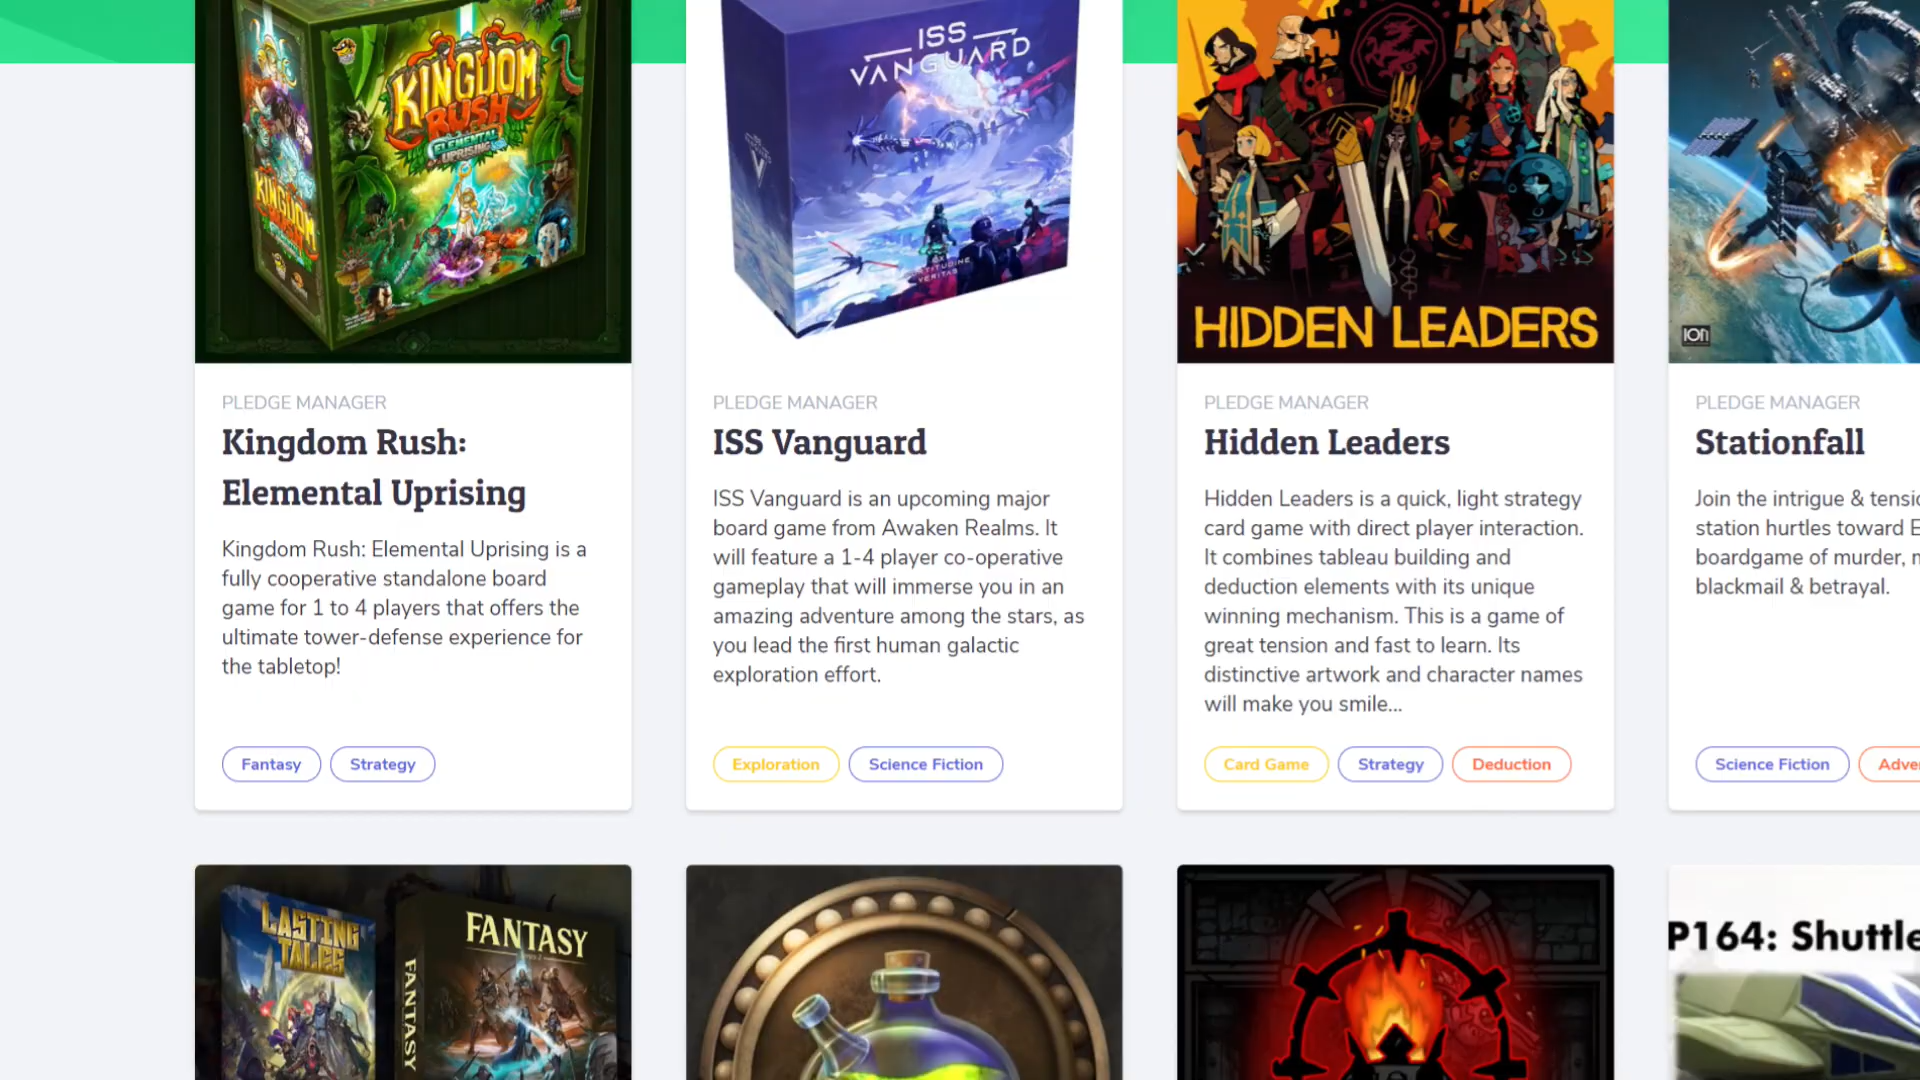 KINGDOM
RUSH
ELEMENTAL
UPRISING
KINGDOM
RUSH
ISS
VANGUARD
HIDDEN LEADERS
ION
PLEDGE MANAGER
Kingdom Rush:
Elemental Uprising
Kingdom Rush: Elemental Uprising is a
fully cooperative standalone board
game for 1 to 4 players that offers the
ultimate tower-defense experience for
the tabletop!
Fantasy
Strategy
PLEDGE MANAGER
ISS Vanguard
ISS Vanguard is an upcoming major
board game from Awaken Realms. It
will feature a 1-4 player co-operative
gameplay that will immerse you in an
amazing adventure among the stars, as
you lead the first human galactic
exploration effort.
Exploration
Science Fiction
PLEDGE MANAGER
Hidden Leaders
Hidden Leaders is a quick, light strategy
card game with direct player interaction.
It combines tableau building and
deduction elements with its unique
winning mechanism. This is a game of
great tension and fast to learn. Its
distinctive artwork and character names
will make you smile...
Card Game
Strategy
Deduction
PLEDGE MANAGER
Stationfall
Join the intrigue & tensio
station hurtles toward E
boardgame of murder, m
blackmail & betrayal.
Science Fiction
Adve
LASTING
TALES
FANTASY
FANTASY
P164: Shuttle